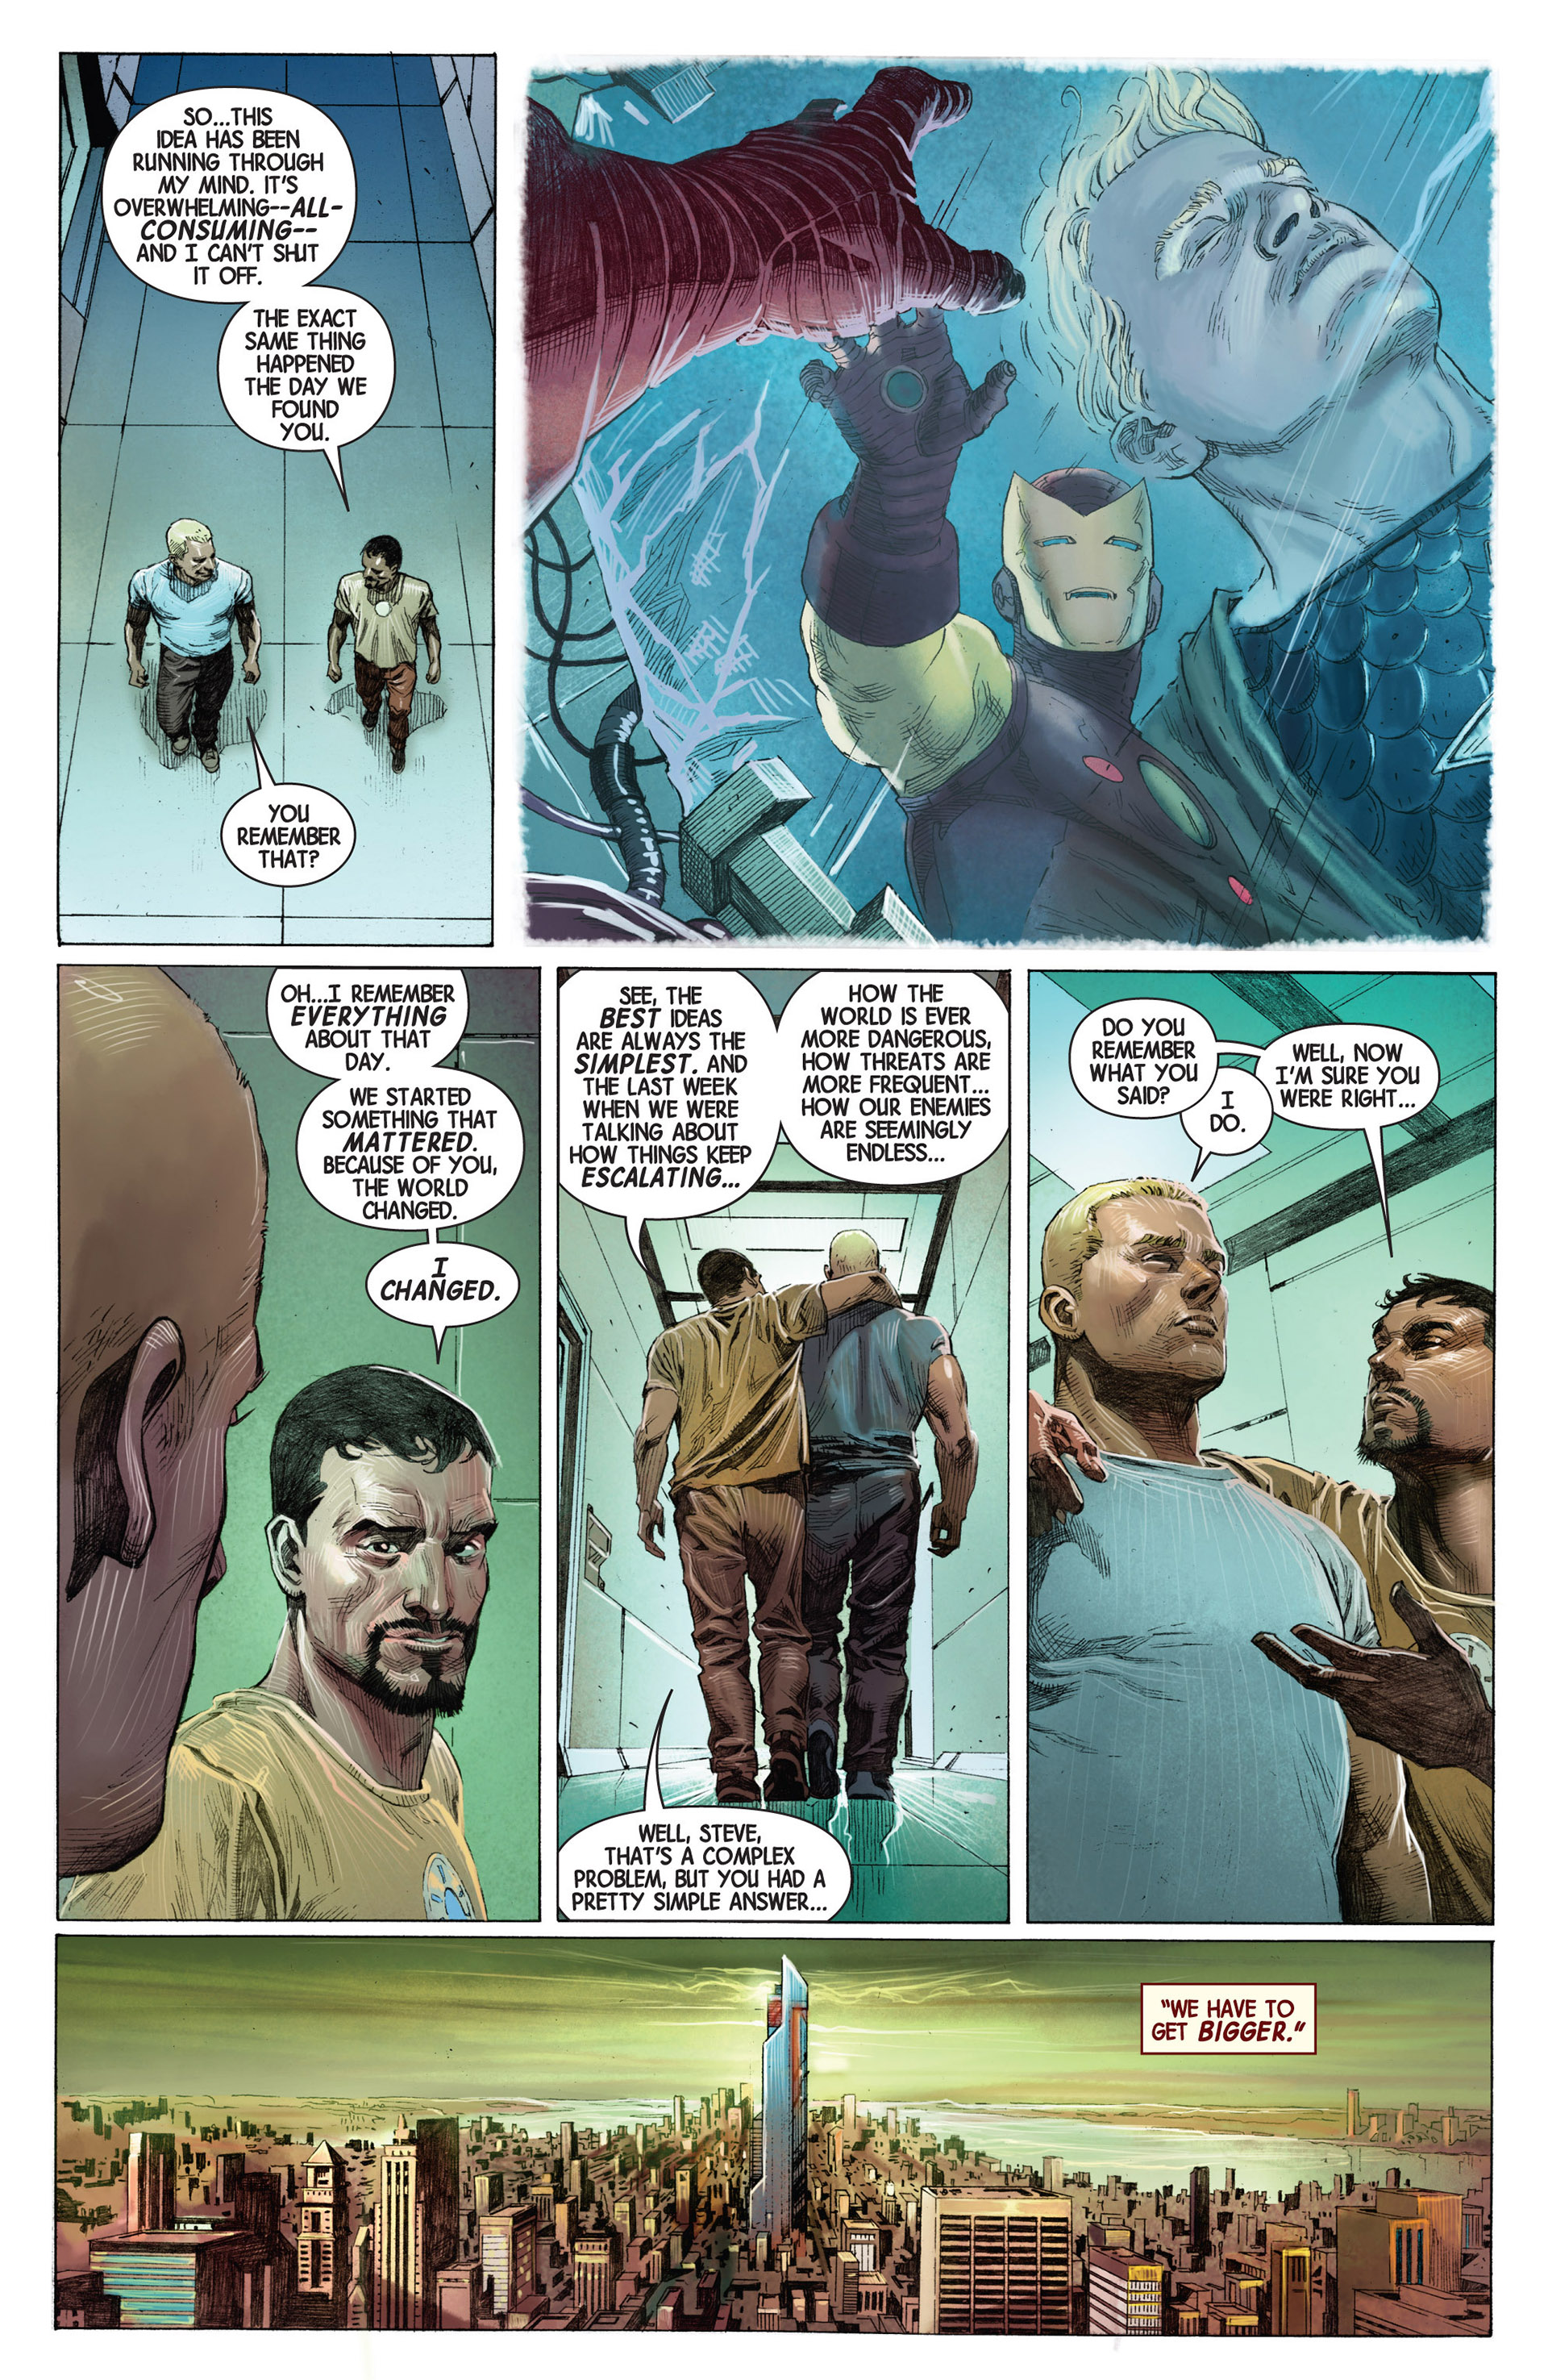 SO...THIS
IDEA HAS BEEN
RUNNING THROUGH
MY MIND. IT'S
OVERWHELMING--ALL-
CONSUMING--
AND I CAN'T SHUT
IT OFF.
THE EXACT
SAME THING
HAPPENED
THE DAY WE
FOUND
YOU.
YOU
REMEMBER
THAT?
OH...I REMEMBER
EVERYTHING
ABOUT THAT
DAY.
WE STARTED
SOMETHING THAT
MATTERED.
BECAUSE OF YOU,
THE WORLD
CHANGED.
I
CHANGED.
SEE, THE
BEST IDEAS
ARE ALWAYS THE
SIMPLEST. AND
THE LAST WEEK
WHEN WE WERE
TALKING ABOUT
HOW THINGS KEEP
ESCALATING...
HOW THE
WORLD IS EVER
MORE DANGEROUS,
HOW THREATS ARE
MORE FREQUENT...
HOW OUR ENEMIES
ARE SEEMINGLY
ENDLESS...
WELL, STEVE,
THAT'S A COMPLEX
PROBLEM, BUT YOU HAD A
PRETTY SIMPLE ANSWER...
DO YOU
REMEMBER
WHAT YOU
SAID?
I
DO.
WELL, NOW
I'M SURE YOU
WERE RIGHT...
"WE HAVE TO
GET BIGGER."